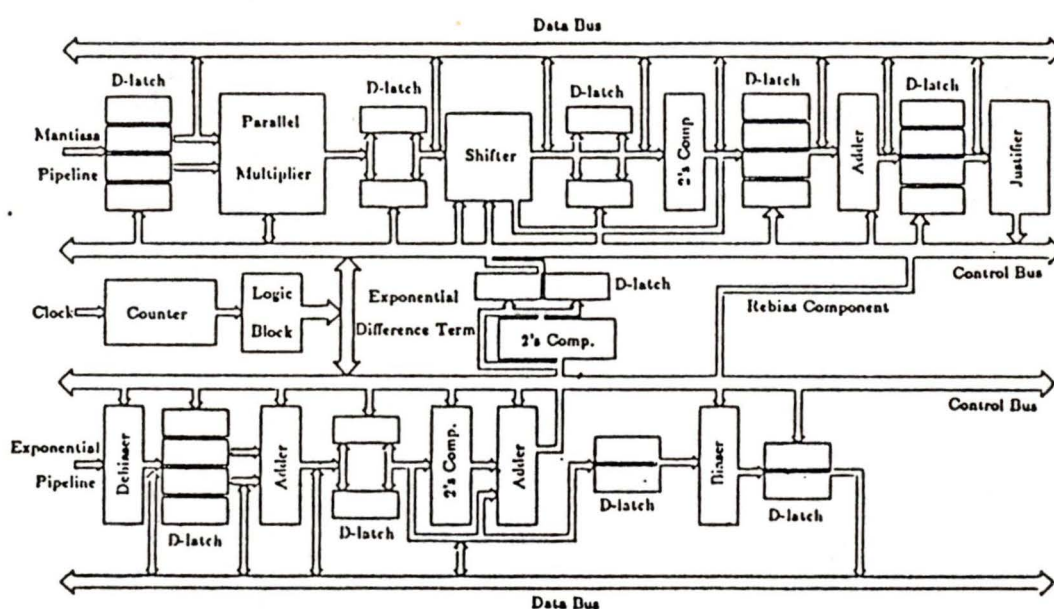 Data Bus
D-latch
D-latch
D-latch
D-latch
D-latch
Mantissa
Pipeline
Parallel
Multiplier
Shifter
2's Comp
Adder
Justifier
Control Bus
Clock
Counter
Logic
Block
Exponential
Difference Term
D-latch
2's Comp.
Rebias Component
Control Bus
Exponential
Pipeline
Debiaser
D-latch
Adder
D-latch
2's Comp.
Adder
D-latch
Biaser
D-latch
Data Bus